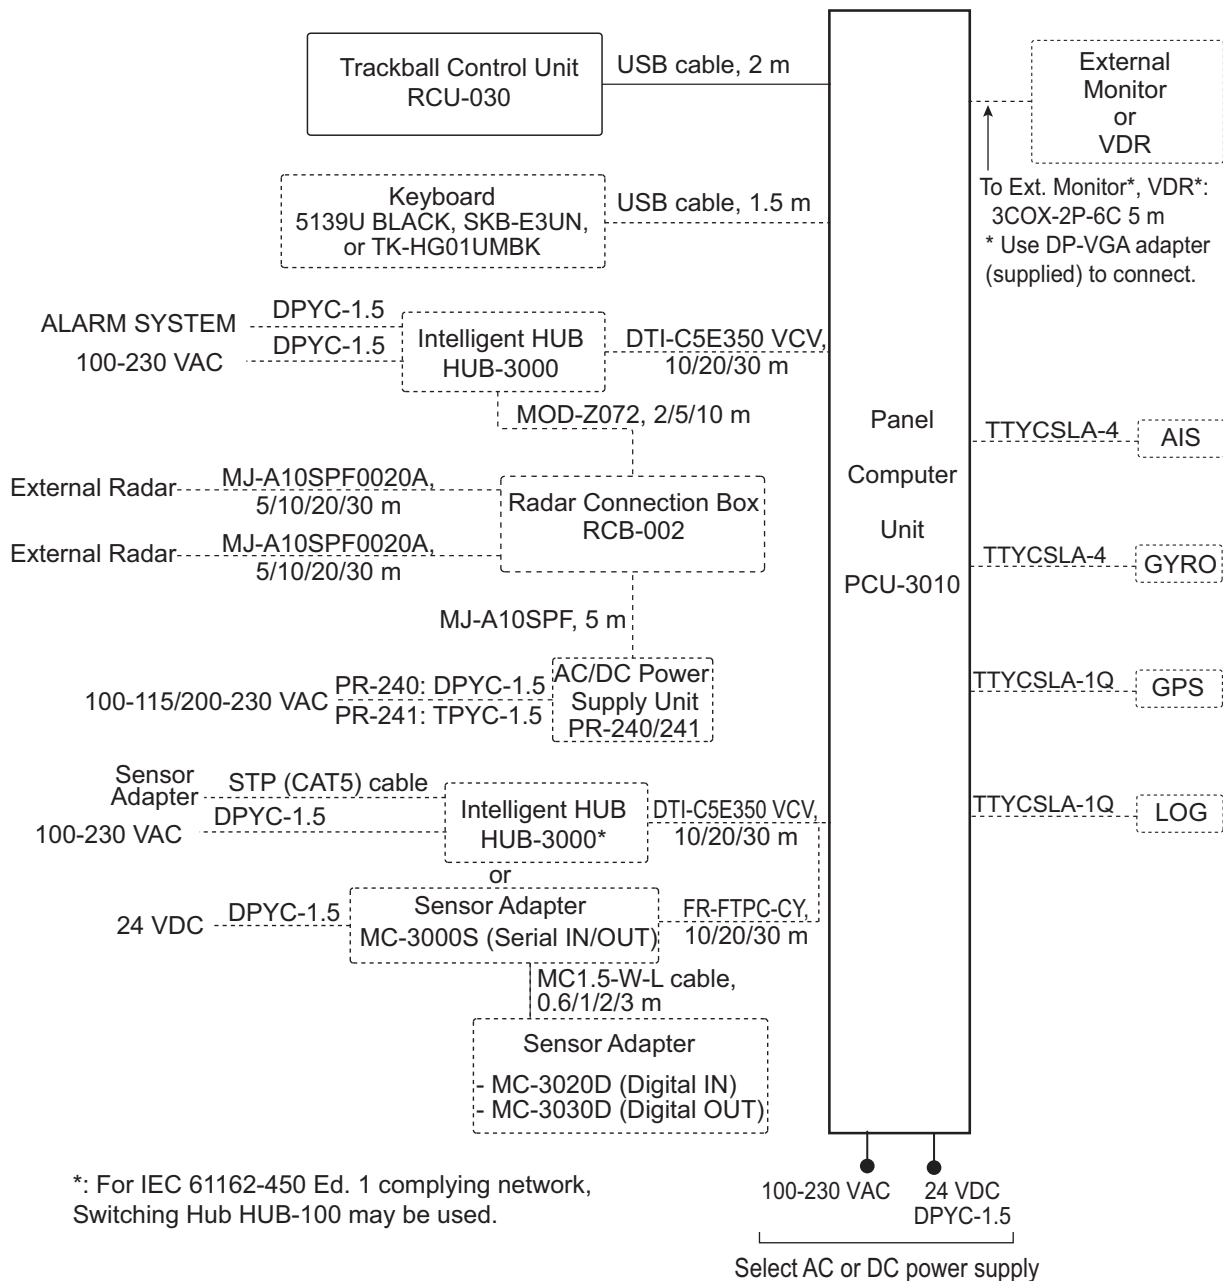 Trackball Control Unit
RCU-030
USB cable, 2 m
External
Monitor
or
VDR
To Ext. Monitor*, VDR*:
3COX-2P-6C 5 m
* Use DP-VGA adapter
(supplied) to connect.
Keyboard
5139U BLACK, SKB-E3UN,
or TK-HG01UMBK
USB cable, 1.5 m
ALARM SYSTEM
DPYC-1.5
100-230 VAC
DPYC-1.5
Intelligent HUB
HUB-3000
DTI-C5E350 VCV,
10/20/30 m
MOD-Z072, 2/5/10 m
External Radar
MJ-A10SPF0020A,
5/10/20/30 m
External Radar
MJ-A10SPF0020A,
5/10/20/30 m
Radar Connection Box
RCB-002
MJ-A10SPF, 5 m
100-115/200-230 VAC
PR-240: DPYC-1.5
PR-241: TPYC-1.5
AC/DC Power
Supply Unit
PR-240/241
Panel
Computer
Unit
PCU-3010
TTYCSLA-4
AIS
TTYCSLA-4
GYRO
TTYCSLA-1Q
GPS
TTYCSLA-1Q
LOG
Sensor
Adapter
STP (CAT5) cable
100-230 VAC
DPYC-1.5
Intelligent HUB
HUB-3000*
DTI-C5E350 VCV,
10/20/30 m
or
24 VDC
DPYC-1.5
Sensor Adapter
MC-3000S (Serial IN/OUT)
FR-FTPC-CY,
10/20/30 m
MC1.5-W-L cable,
0.6/1/2/3 m
Sensor Adapter
- MC-3020D (Digital IN)
- MC-3030D (Digital OUT)
*: For IEC 61162-450 Ed. 1 complying network,
Switching Hub HUB-100 may be used.
100-230 VAC
24 VDC
DPYC-1.5
Select AC or DC power supply